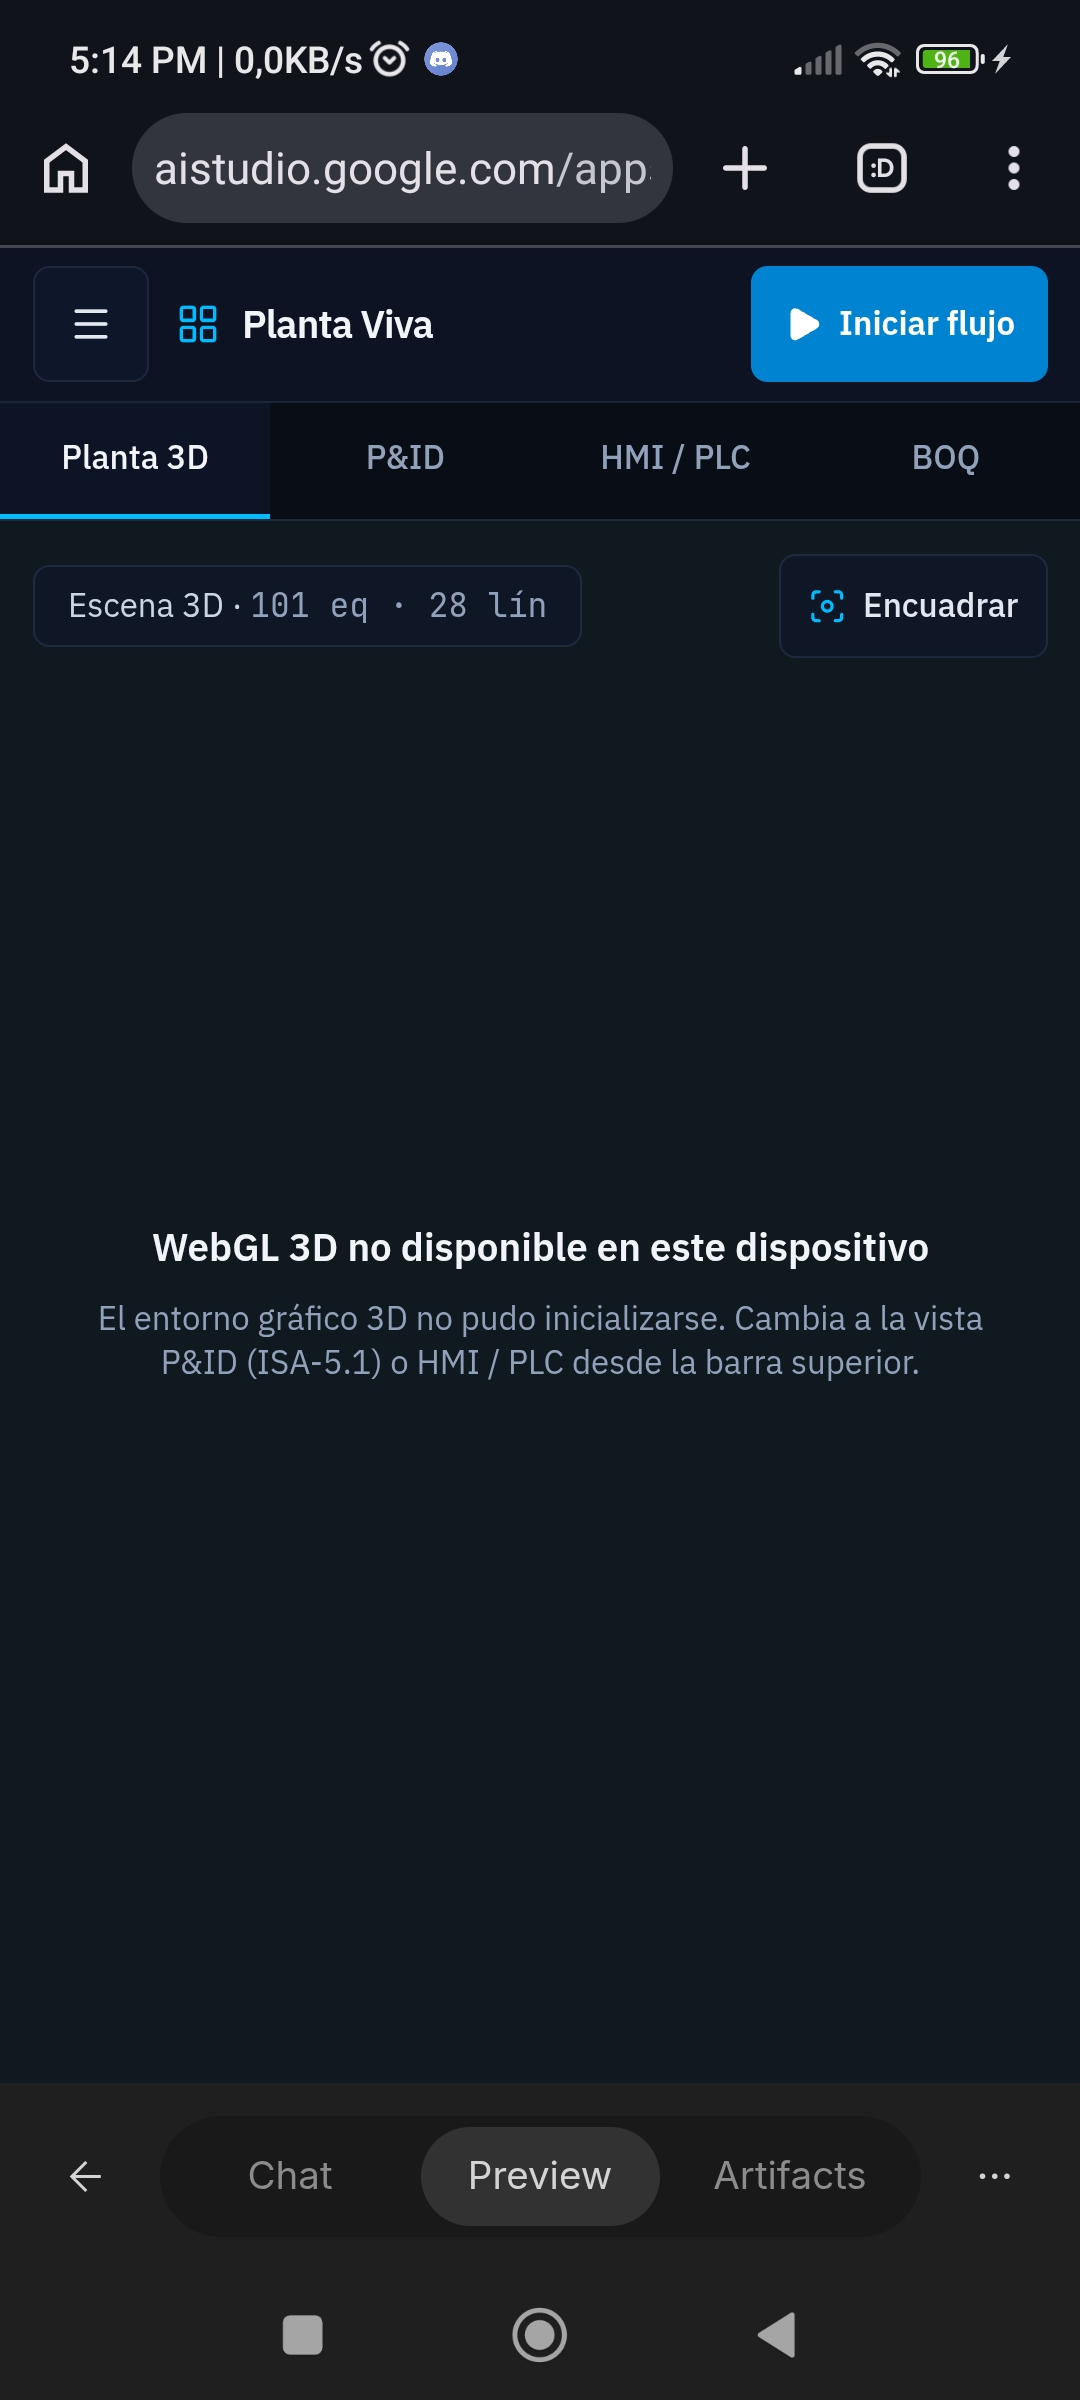 5:14 PM | 0,0KB/s
96
aistudio.google.com/app
:D
Planta Viva
Iniciar flujo
Planta 3D
P&ID
HMI / PLC
BOQ
Escena 3D · 101 eq · 28 lín
Encuadrar
WebGL 3D no disponible en este dispositivo
El entorno gráfico 3D no pudo inicializarse. Cambia a la vista
P&ID (ISA-5.1) o HMI / PLC desde la barra superior.
Chat
Preview
Artifacts